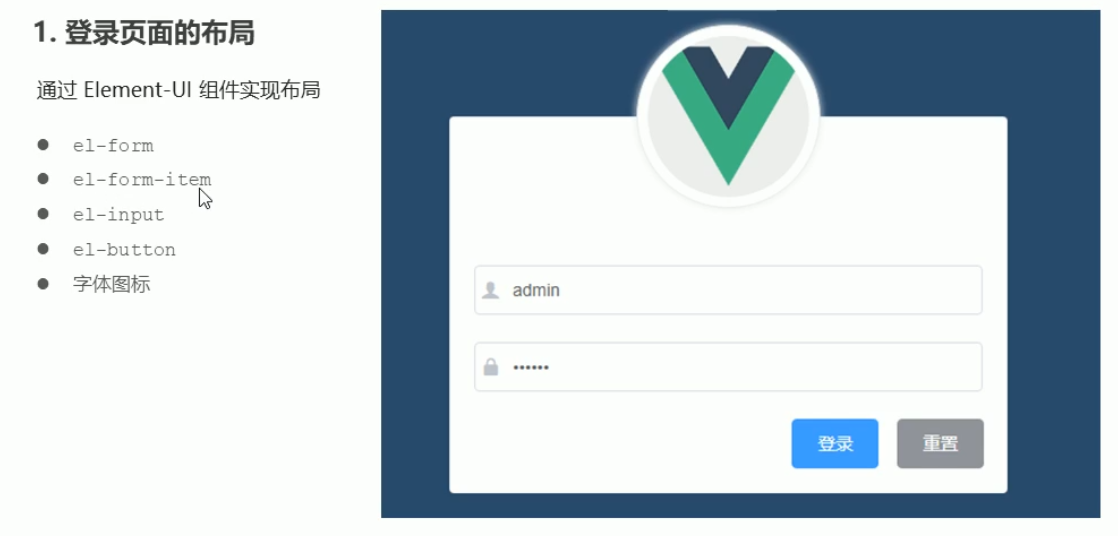 1. 登录页面的布局
通过 Element-UI 组件实现布局
● el-form
● el-form-item
● el-input
● el-button
● 字体图标
admin
••••••
登录 重置